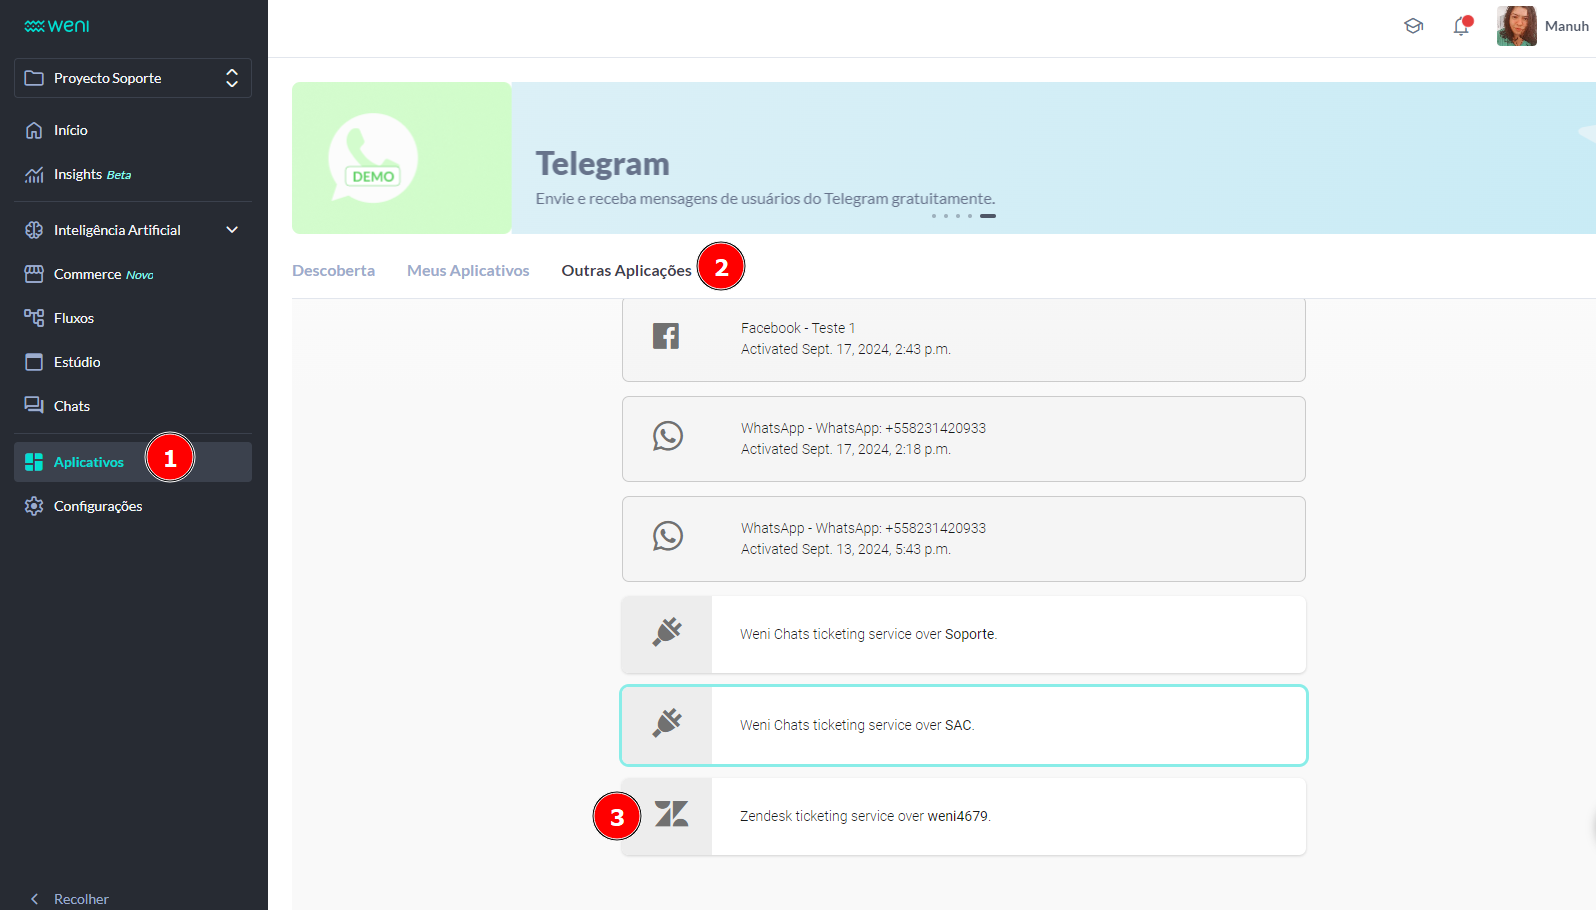 weni
Proyecto Soporte
Início
Insights Beta
Inteligência Artificial
Commerce Novo
Fluxos
Estúdio
Chats
Aplicativos 1
Configurações
Recolher
Manuh
DEMO
Telegram
Envie e receba mensagens de usuários do Telegram gratuitamente.
Descoberta
Meus Aplicativos
Outras Aplicações 2
Facebook - Teste 1
Activated Sept. 17, 2024, 2:43 p.m.
WhatsApp - WhatsApp: +558231420933
Activated Sept. 17, 2024, 2:18 p.m.
WhatsApp - WhatsApp: +558231420933
Activated Sept. 13, 2024, 5:43 p.m.
Weni Chats ticketing service over Soporte.
Weni Chats ticketing service over SAC.
3 Zendesk ticketing service over weni4679.